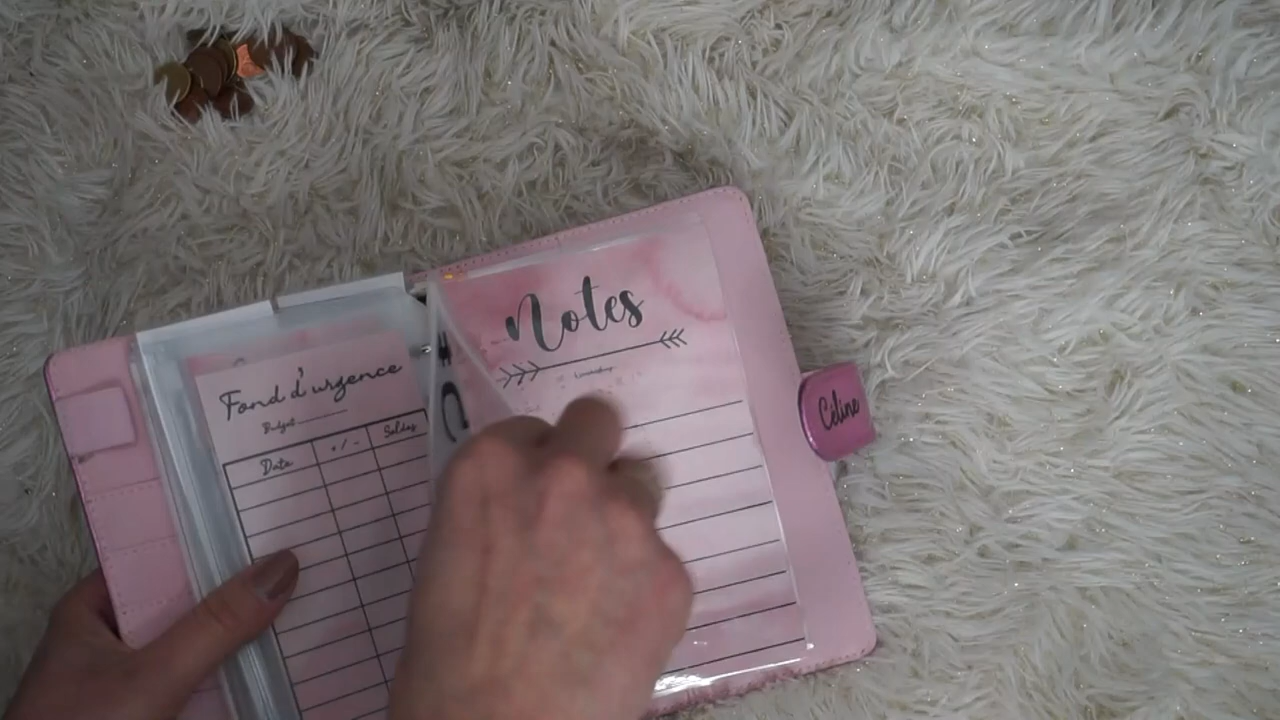 Fond d'urgence
Budget
Date
+ / -
Soldes
Notes
Céline